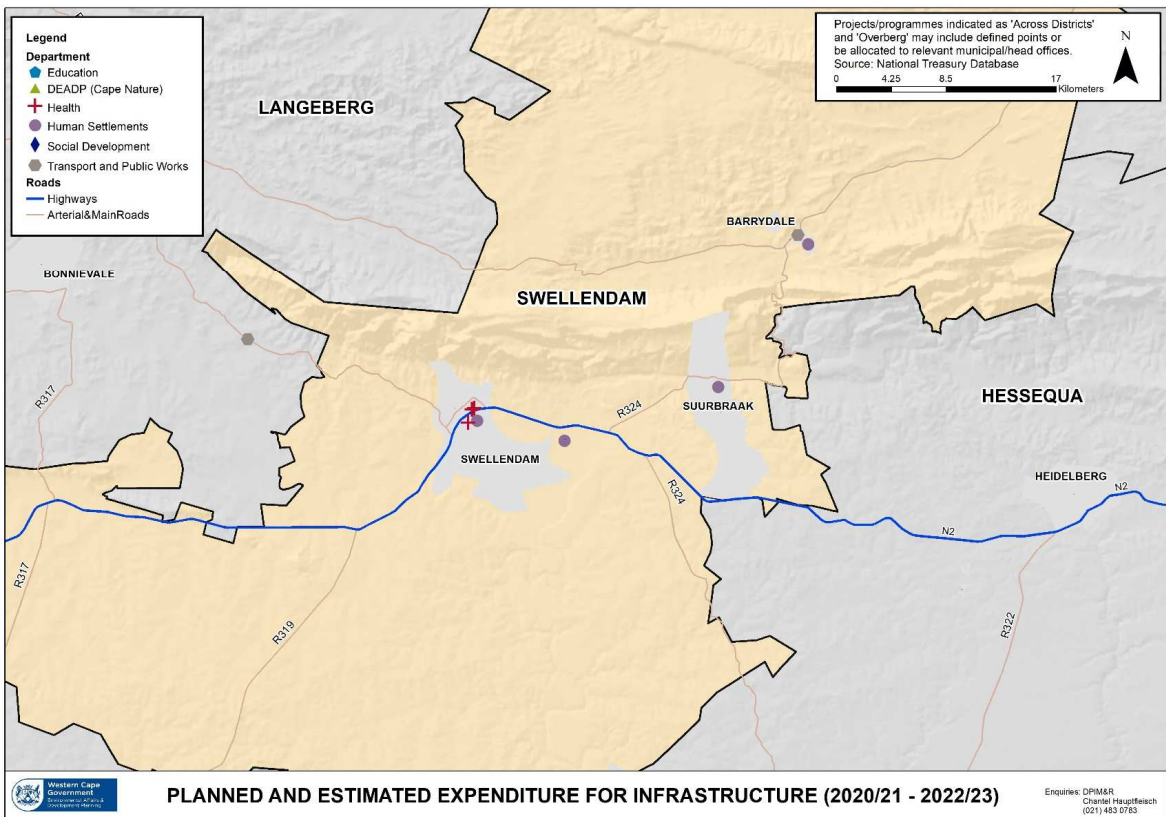 Legend
Department
Education
DEADP (Cape Nature)
Health
Human Settlements
Social Development
Transport and Public Works
Roads
Highways
Arterial&MainRoads
Projects/programmes indicated as 'Across Districts'
and 'Overberg' may include defined points or
be allocated to relevant municipal/head offices.
Source: National Treasury Database
N
0 4.25 8.5 17
Kilometers
LANGEBERG
BARRYDALE
BONNIEVALE
SWELLENDAM
HESSEQUA
R317
R324
SUURBRAAK
SWELLENDAM
HEIDELBERG
R324
N2
N2
R317
R319
R322
Western Cape
Government
Environmental Affairs &
Development Planning
PLANNED AND ESTIMATED EXPENDITURE FOR INFRASTRUCTURE (2020/21 - 2022/23)
Enquiries: DPIM&R
Chantel Hauptfleisch
(021) 483 0783